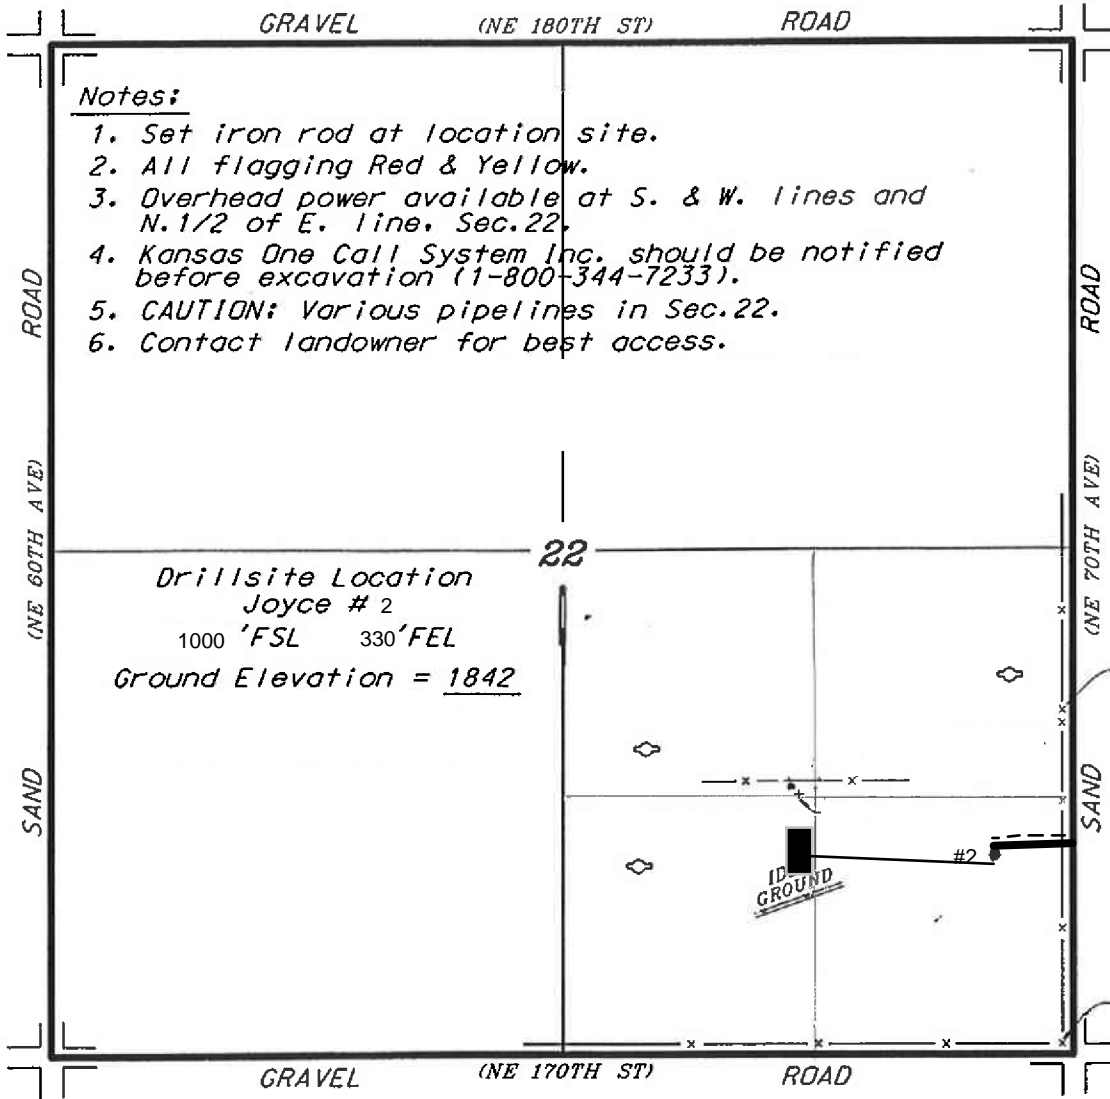 GRAVEL (NE 180TH ST) ROAD
Notes:
1. Set iron rod at location site.
2. All flagging Red & Yellow.
3. Overhead power available at S. & W. lines and
N.1/2 of E. line. Sec.22.
4. Kansas One Call System Inc. should be notified
before excavation (1-800-344-7233).
5. CAUTION: Various pipelines in Sec.22.
6. Contact landowner for best access.
ROAD
(NE 60TH AVE)
SAND
ROAD
(NE 70TH AVE)
SAND
22
Drillsite Location
Joyce # 2
1000 'FSL 330'FEL
Ground Elevation = 1842
#2
GROUND
GRAVEL (NE 170TH ST) ROAD